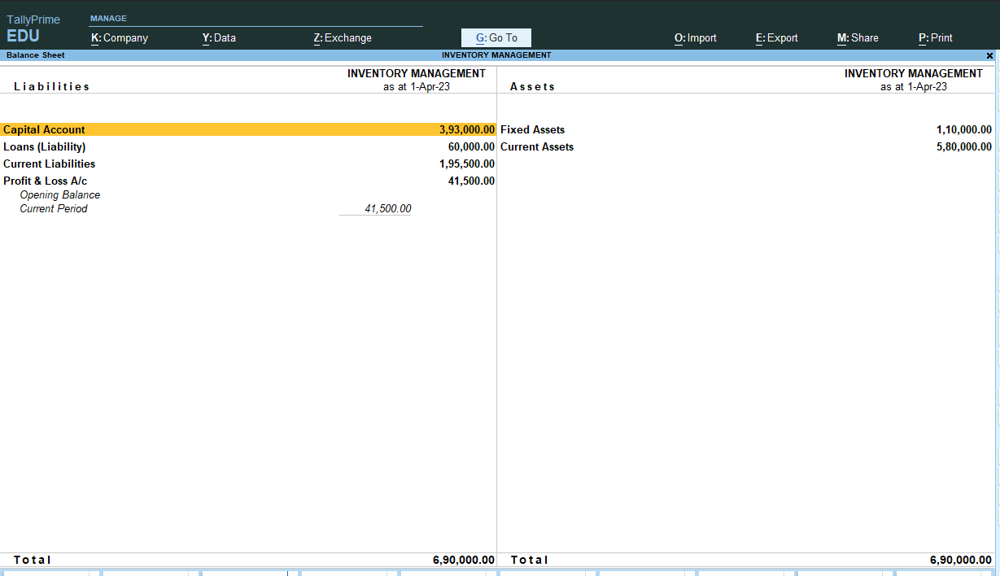 TallyPrime
EDU
MANAGE
K:Company Y:Data Z:Exchange G:Go To O:Import E:Export M:Share P:Print
Balance Sheet INVENTORY MANAGEMENT ×
Liabilities INVENTORY MANAGEMENT as at 1-Apr-23
Assets INVENTORY MANAGEMENT as at 1-Apr-23
Capital Account 3,93,000.00 Fixed Assets 1,10,000.00
Loans (Liability) 60,000.00 Current Assets 5,80,000.00
Current Liabilities 1,95,500.00
Profit & Loss A/c 41,500.00
Opening Balance
Current Period 41,500.00
Total 6,90,000.00 Total 6,90,000.00